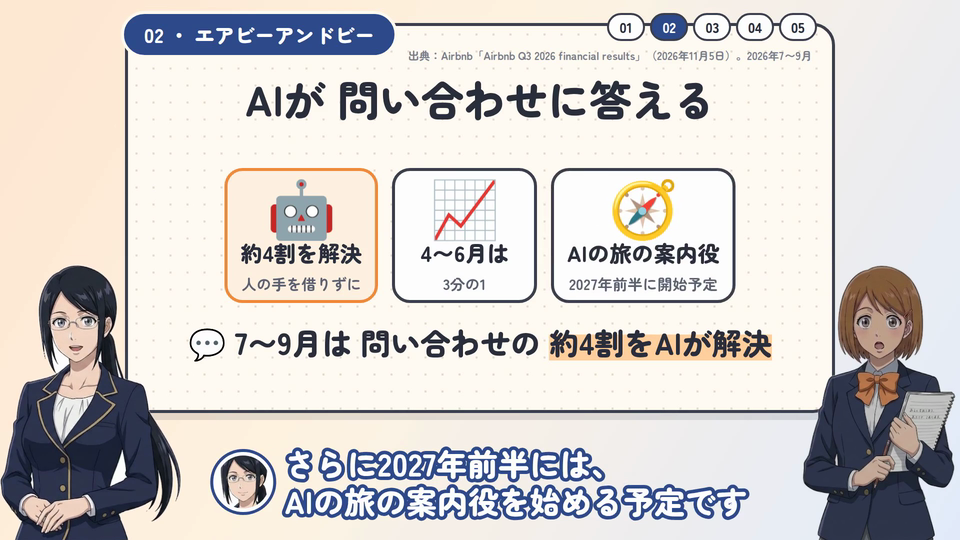 02 ・ エアビーアンドビー
01 02 03 04 05
出典：Airbnb「Airbnb Q3 2026 financial results」（2026年11月5日）。2026年7〜9月
AIが 問い合わせに答える
約4割を解決
人の手を借りずに
4〜6月は
3分の1
AIの旅の案内役
2027年前半に開始予定
7〜9月は 問い合わせの 約4割をAIが解決
さらに2027年前半には、
AIの旅の案内役を始める予定です